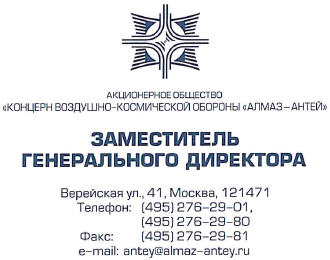 АКЦИОНЕРНОЕ ОБЩЕСТВО
«КОНЦЕРН ВОЗДУШНО-КОСМИЧЕСКОЙ ОБОРОНЫ «АЛМАЗ – АНТЕЙ»
ЗАМЕСТИТЕЛЬ
ГЕНЕРАЛЬНОГО ДИРЕКТОРА
Верейская ул., 41, Москва, 121471
Телефон: (495) 276-29-01,
(495) 276-29-80
Факс: (495) 276-29-81
e-mail: antey@almaz-antey.ru